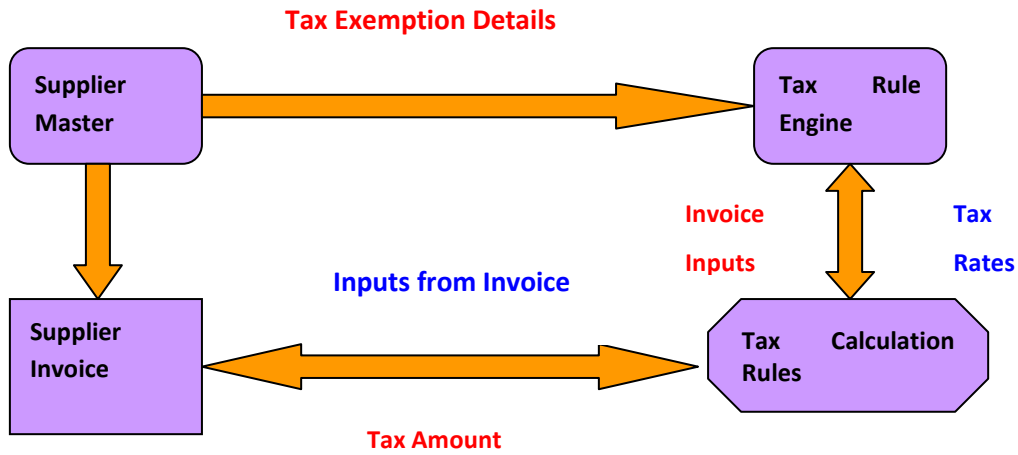 Tax Exemption Details
Supplier
Master
Tax Rule
Engine
Invoice
Inputs
Tax
Rates
Inputs from Invoice
Supplier
Invoice
Tax Calculation
Rules
Tax Amount